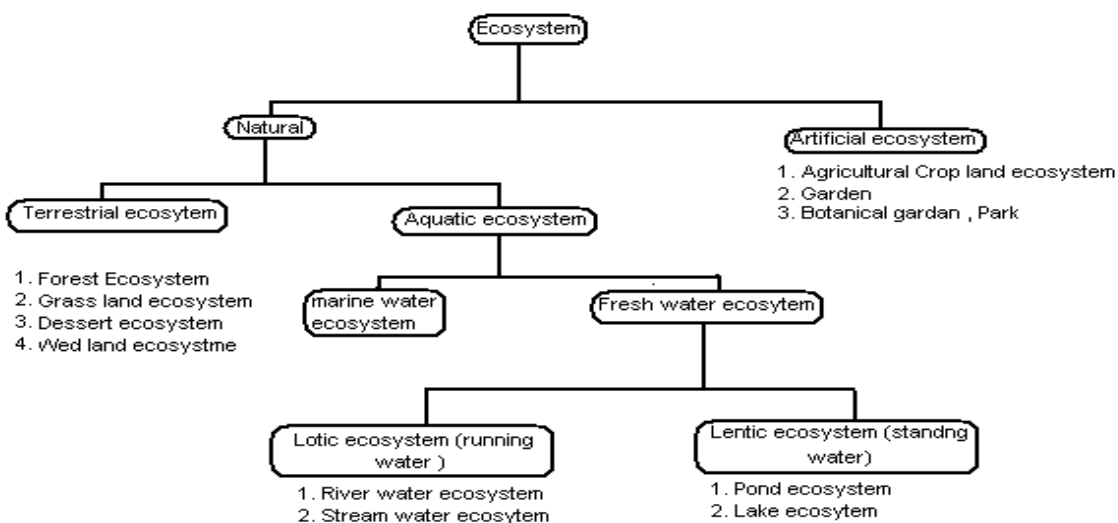 Ecosystem
Natural
Artificial ecosystem
1. Agricultural Crop land ecosystem
2. Garden
3. Botanical gardan , Park
Terrestrial ecosytem
Aquatic ecosystem
1. Forest Ecosystem
2. Grass land ecosystem
3. Dessert ecosystem
4. Wed land ecosystme
marine water
ecosystem
Fresh water ecosytem
Lotic ecosystem (running
water )
1. River water ecosystem
2. Stream water ecosytem
Lentic ecosystem (standng
water)
1. Pond ecosystem
2. Lake ecosytem